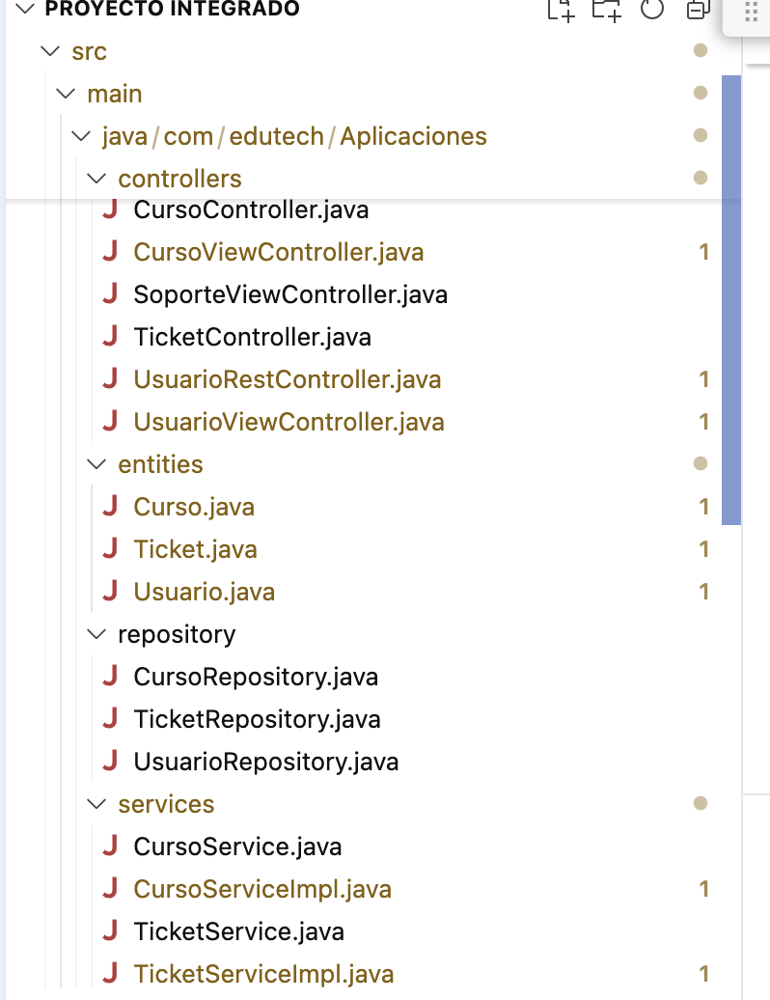 PROYECTO INTEGRADO
src
main
java/com/edutech/Aplicaciones
controllers
J CursoController.java
J CursoViewController.java 1
J SoporteViewController.java
J TicketController.java
J UsuarioRestController.java 1
J UsuarioViewController.java 1
entities
J Curso.java 1
J Ticket.java 1
J Usuario.java 1
repository
J CursoRepository.java
J TicketRepository.java
J UsuarioRepository.java
services
J CursoService.java
J CursoServiceImpl.java 1
J TicketService.java
J TicketServiceImpl.java 1